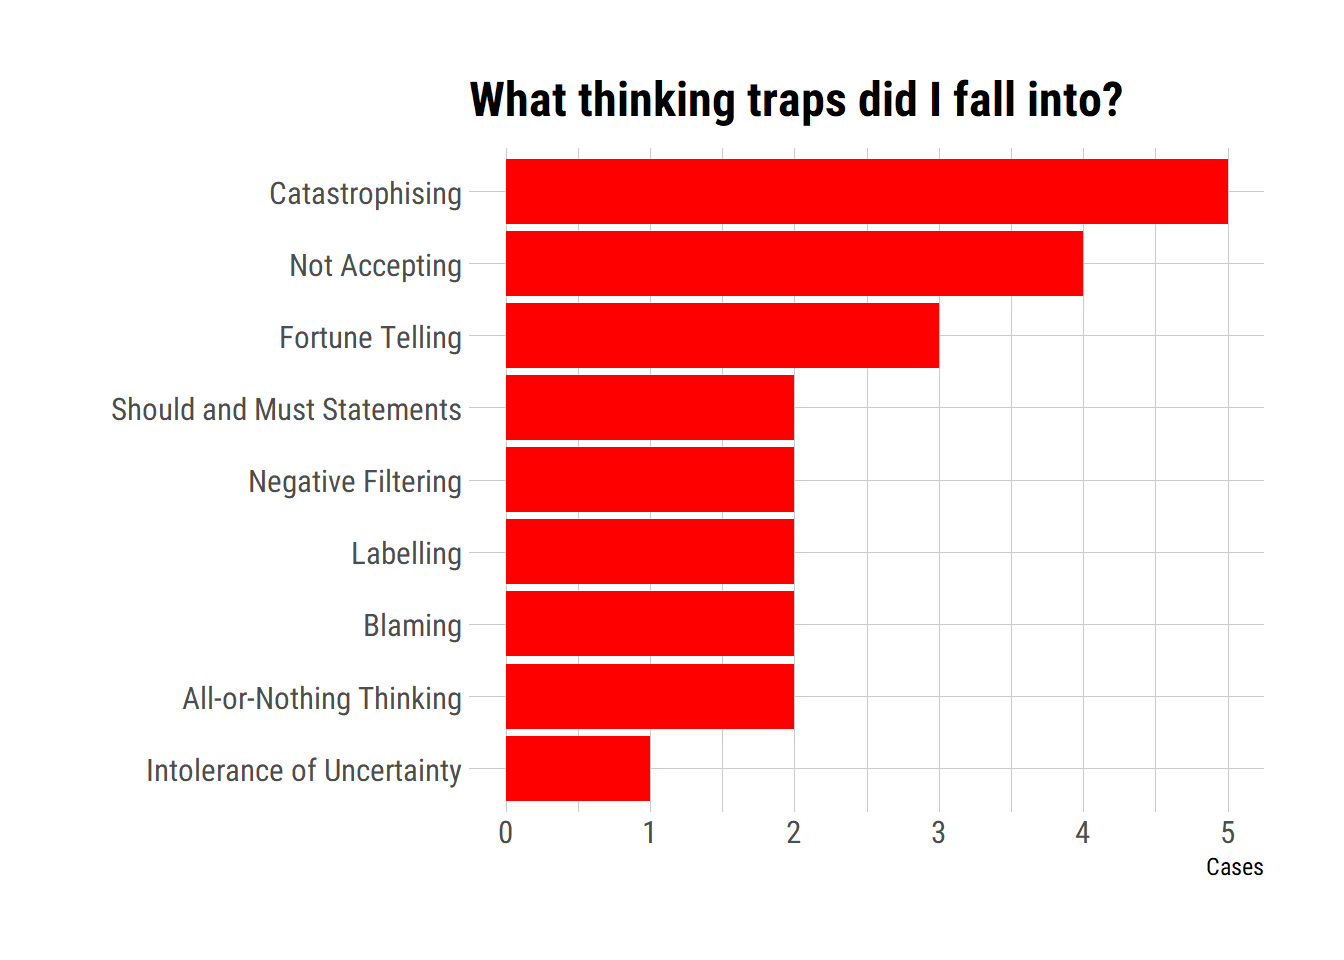 What thinking traps did I fall into?
Catastrophising
Not Accepting
Fortune Telling
Should and Must Statements
Negative Filtering
Labelling
Blaming
All-or-Nothing Thinking
Intolerance of Uncertainty
0 1 2 3 4 5
Cases